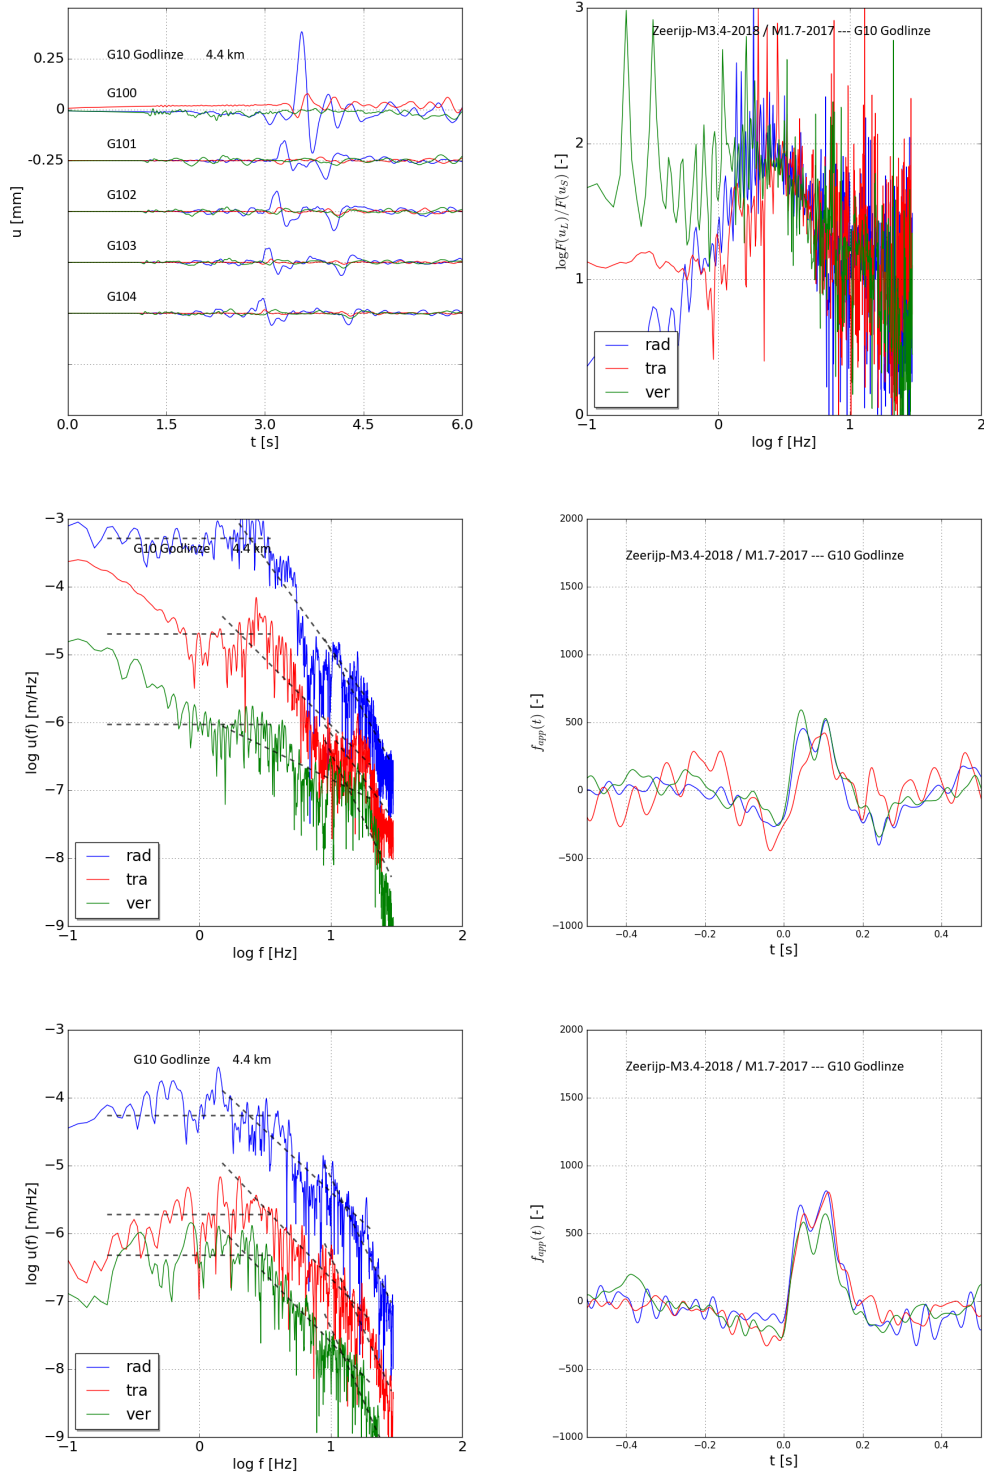 G10 Godlinze 4.4 km
G100
G101
G102
G103
G104
0.25
0
-0.25
u [mm]
0.0 1.5 3.0 4.5 6.0
t [s]
Zeerijp-M3.4-2018 / M1.7-2017 --- G10 Godlinze
3
2
1
0
logF(u_L)/F(u_S) [-]
rad
tra
ver
−1 0 1 2
log f [Hz]
G10 Godlinze 4.4 km
−3
−4
−5
−6
−7
−8
−9
log u(f) [m/Hz]
rad
tra
ver
−1 0 1 2
log f [Hz]
Zeerijp-M3.4-2018 / M1.7-2017 --- G10 Godlinze
2000
1500
1000
500
0
−500
−1000
f_app(t) [-]
−0.4 −0.2 0.0 0.2 0.4
t [s]
G10 Godlinze 4.4 km
−3
−4
−5
−6
−7
−8
−9
log u(f) [m/Hz]
rad
tra
ver
−1 0 1 2
log f [Hz]
Zeerijp-M3.4-2018 / M1.7-2017 --- G10 Godlinze
2000
1500
1000
500
0
−500
−1000
f_app(t) [-]
−0.4 −0.2 0.0 0.2 0.4
t [s]